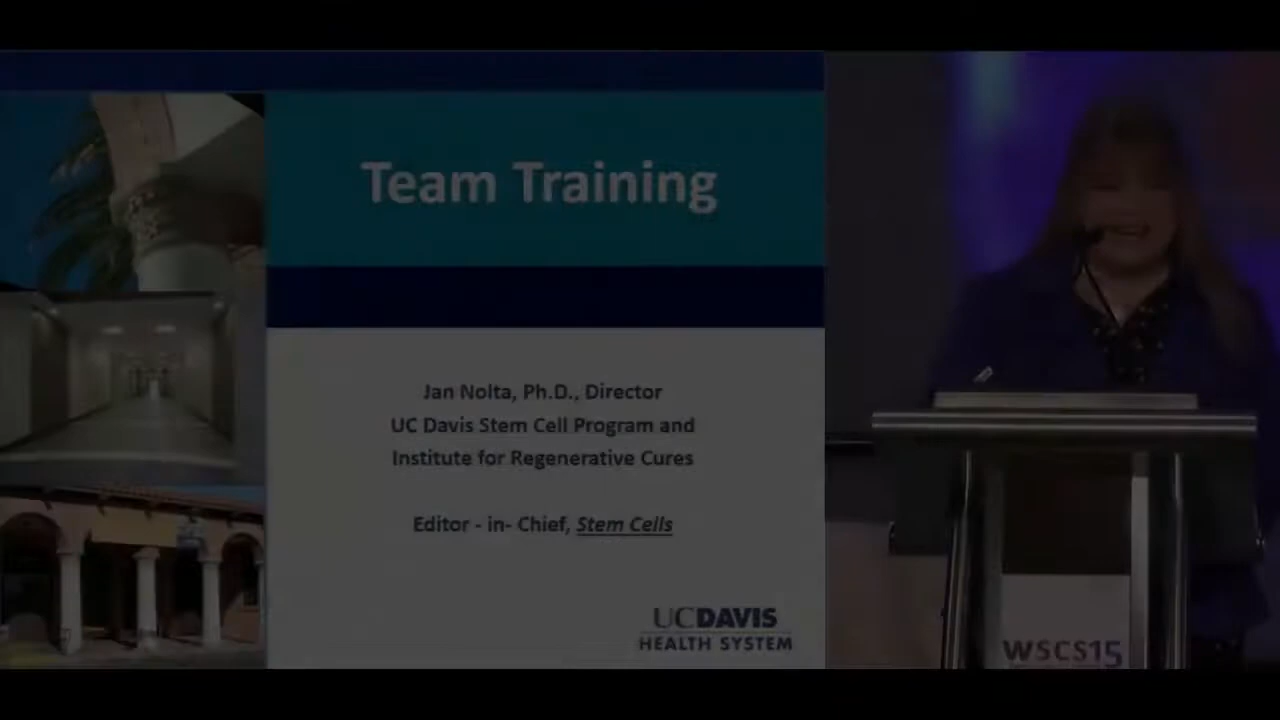 Team Training
Jan Nolta, Ph.D., Director
UC Davis Stem Cell Program and
Institute for Regenerative Cures
Editor - in- Chief, Stem Cells
UCDAVIS
HEALTH SYSTEM
WSCS15